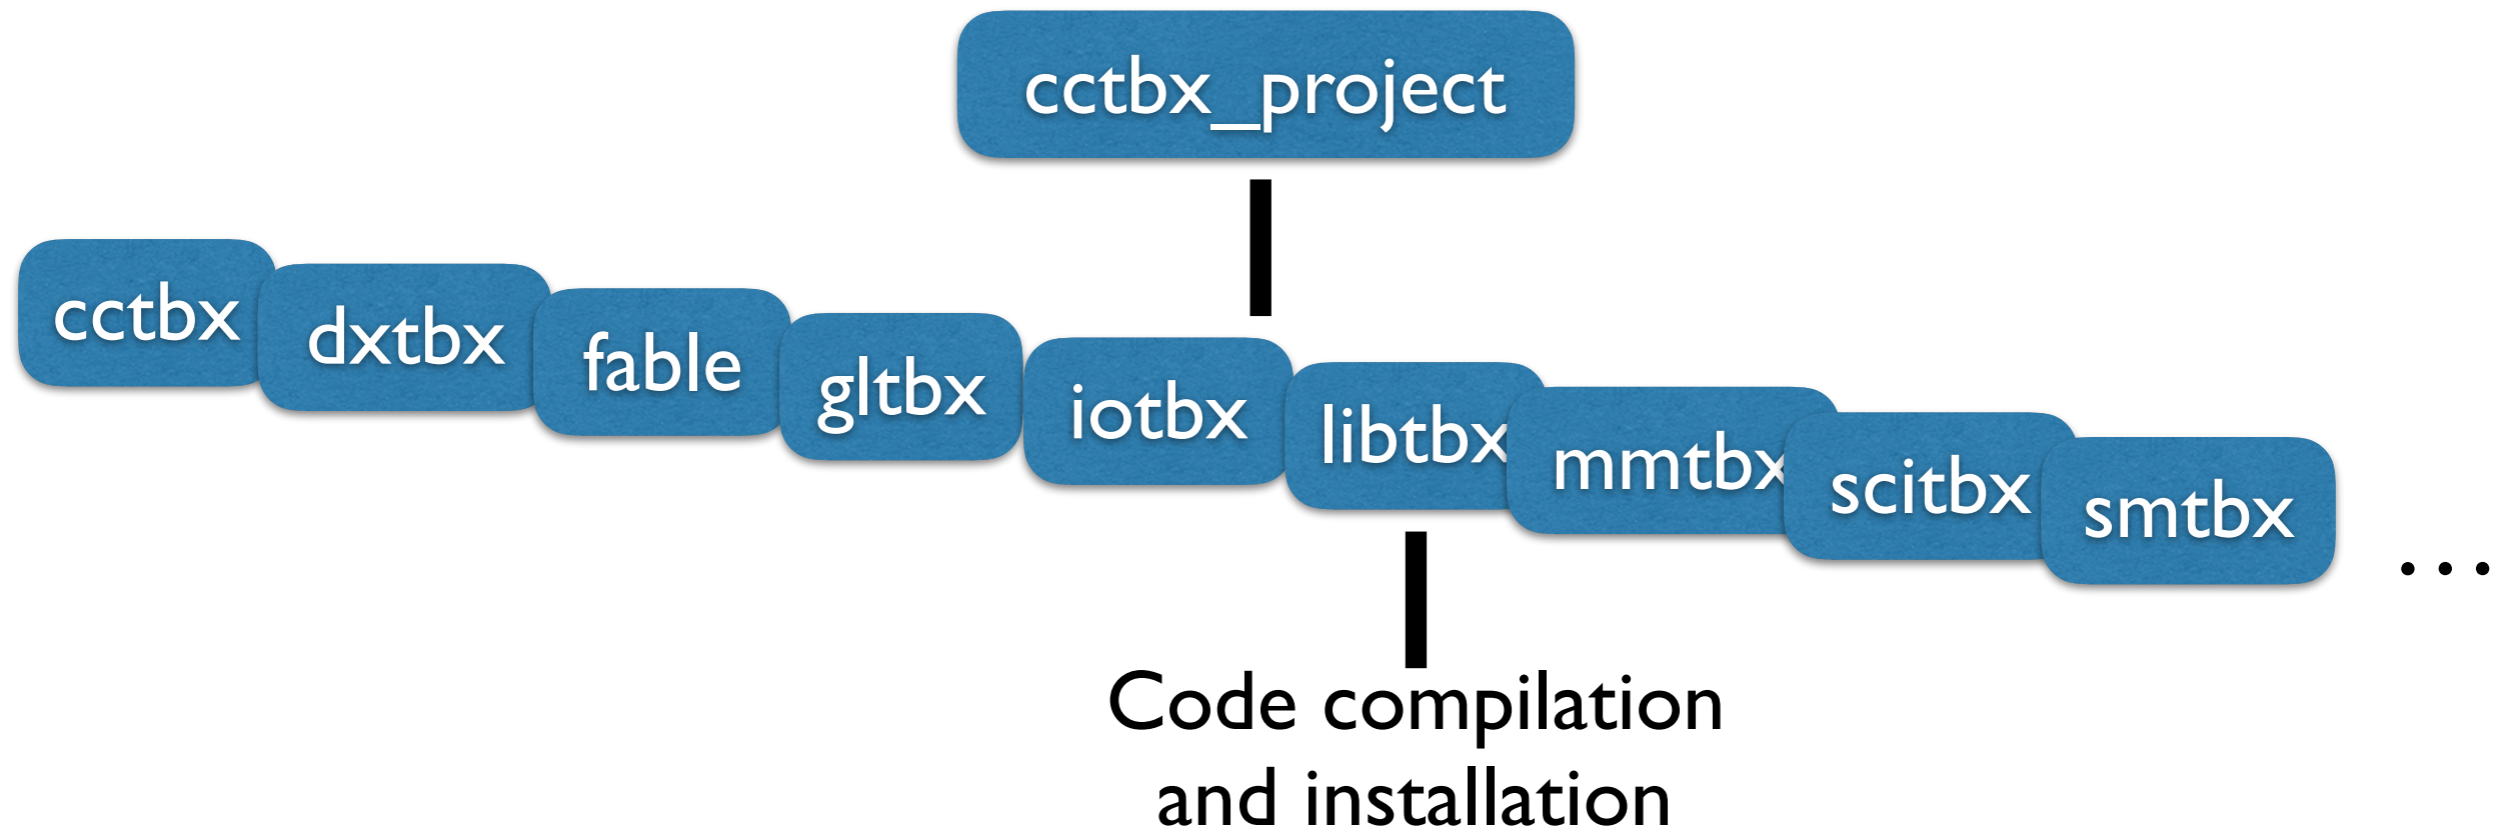 cctbx_project
cctbx
dxtbx
fable
gltbx
iotbx
libtbx
mmtbx
scitbx
smtbx
...
Code compilation
and installation